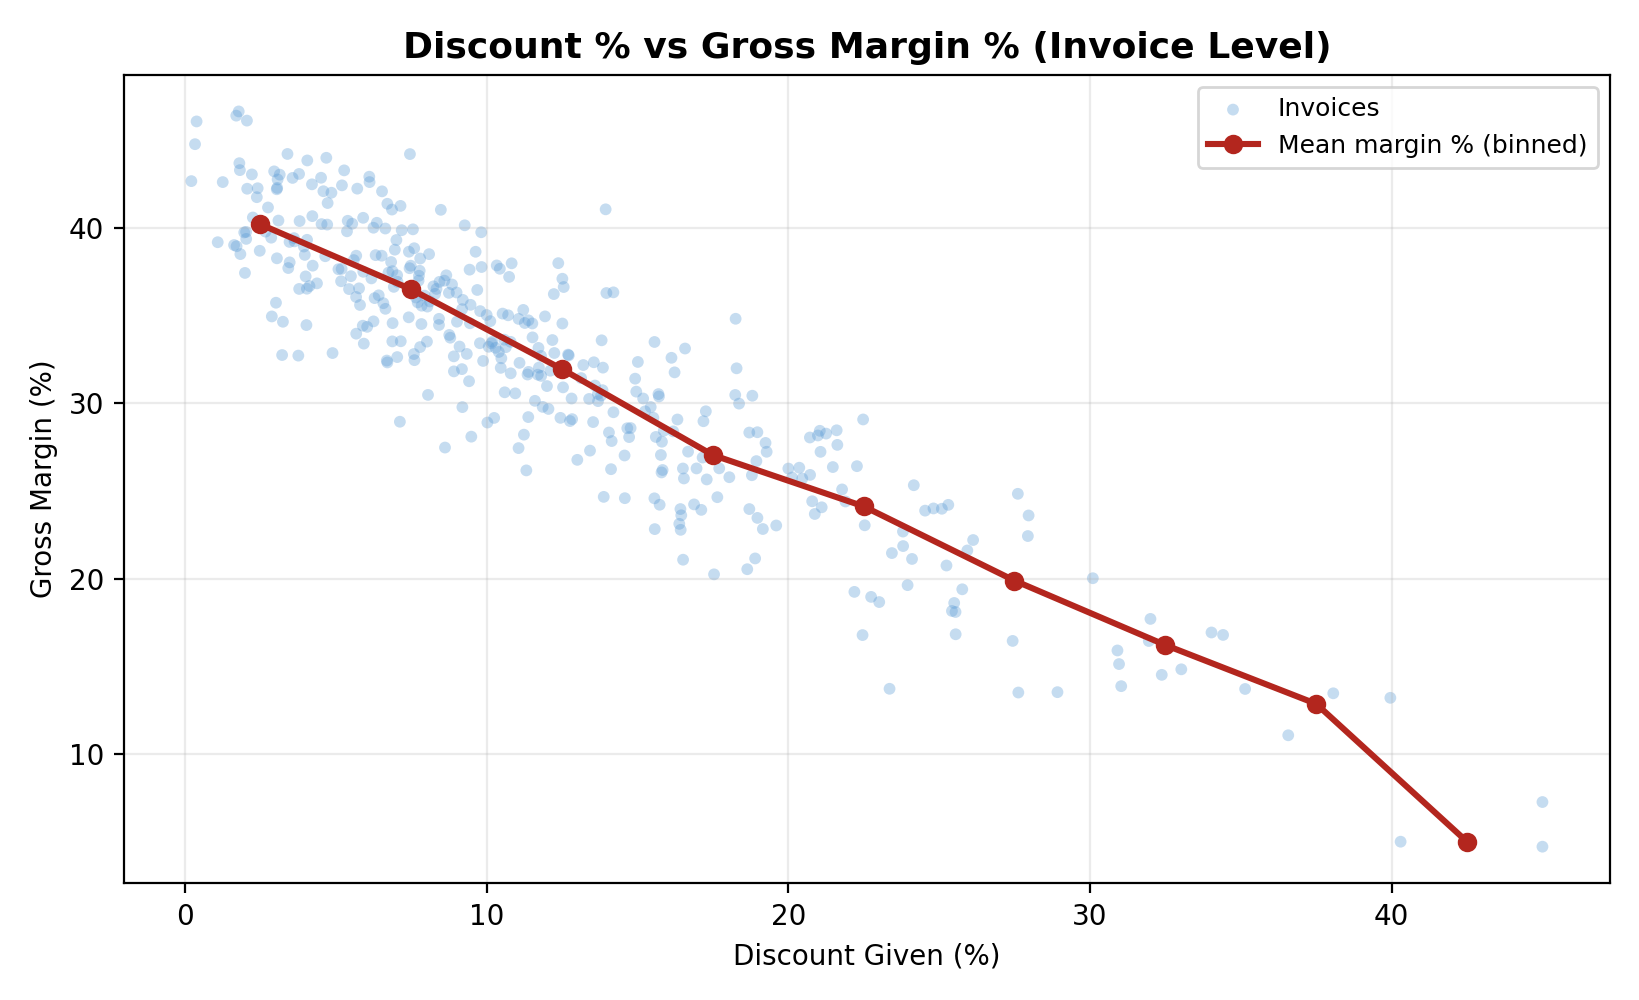 Discount % vs Gross Margin % (Invoice Level)
Invoices
Mean margin % (binned)
Gross Margin (%)
40
30
20
10
0 10 20 30 40
Discount Given (%)